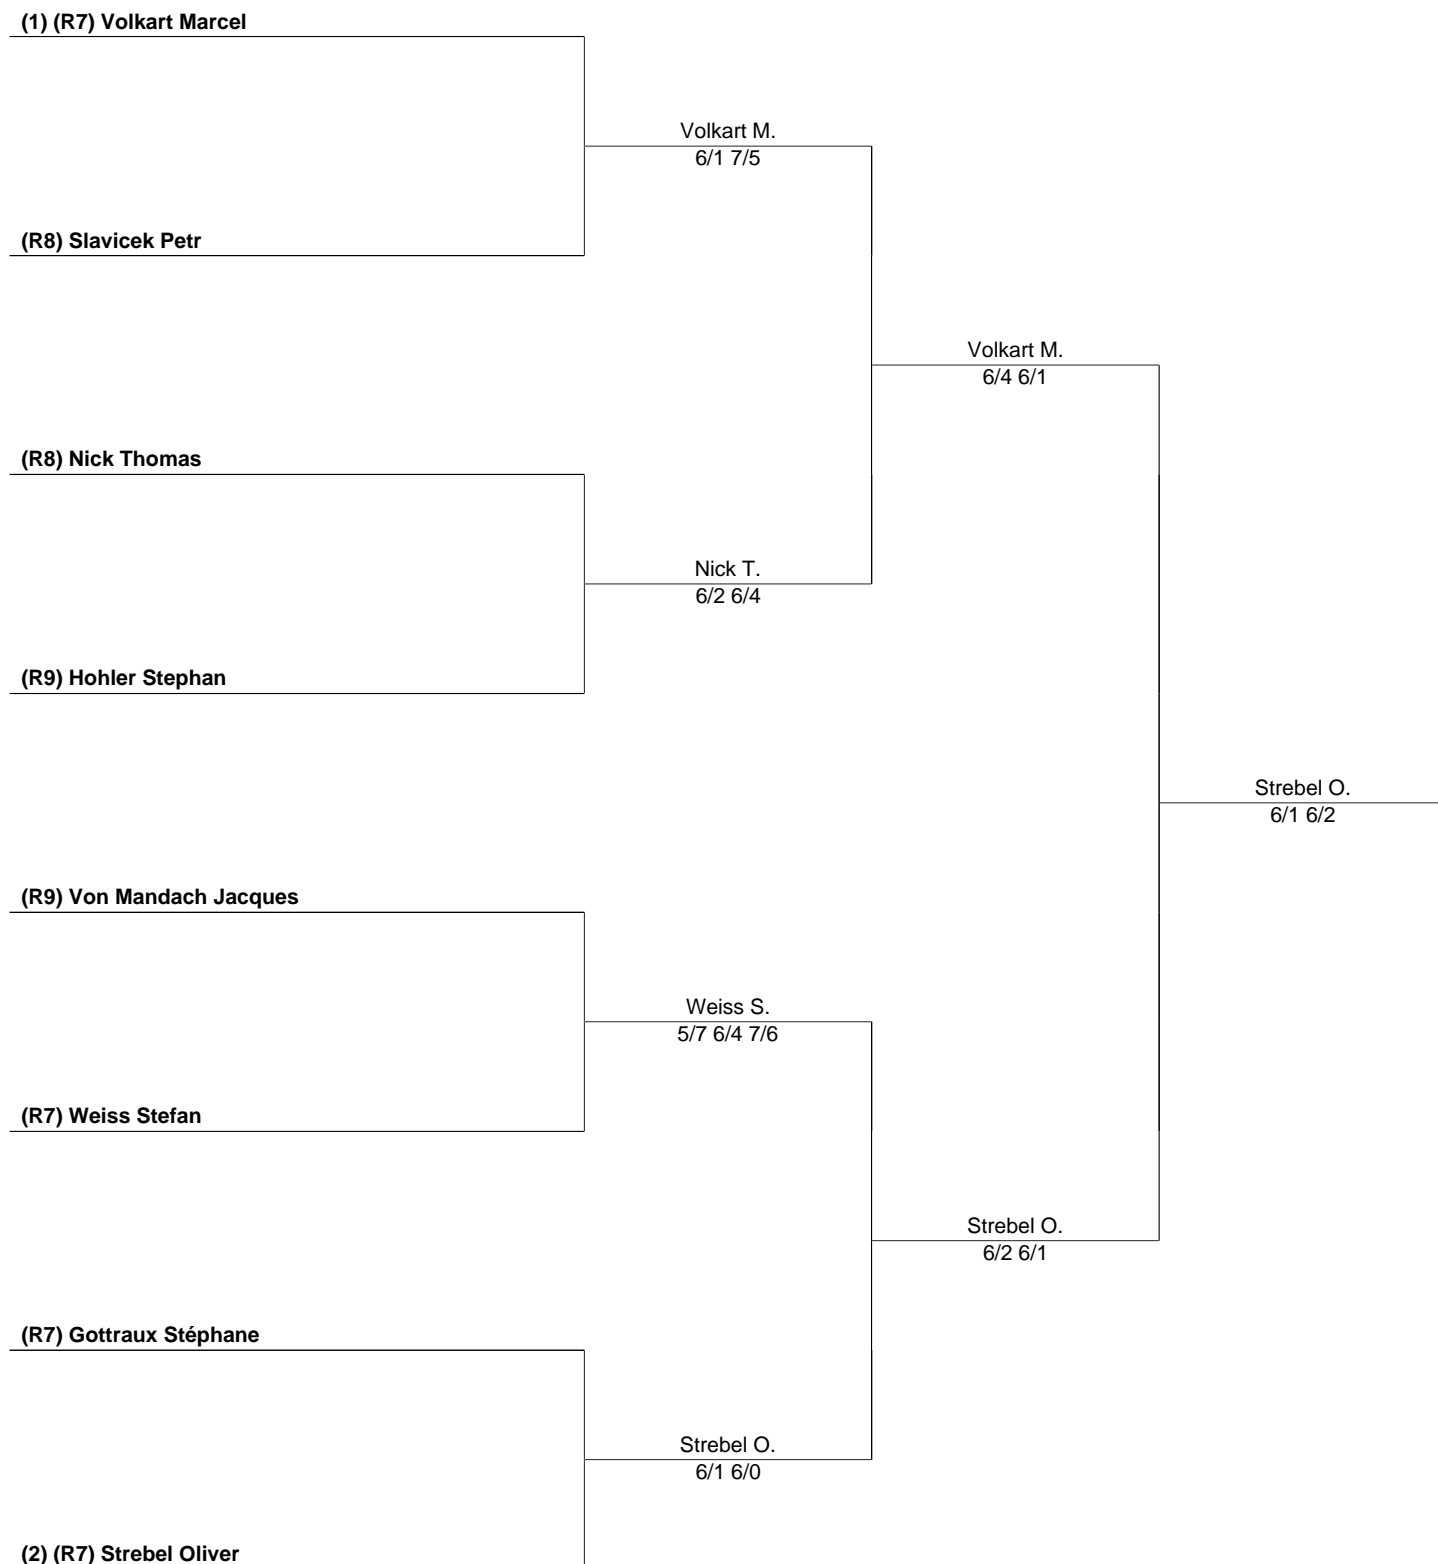 (1) (R7) Volkart Marcel
Volkart M.
6/1 7/5
(R8) Slavicek Petr
Volkart M.
6/4 6/1
(R8) Nick Thomas
Nick T.
6/2 6/4
(R9) Hohler Stephan
Strebel O.
6/1 6/2
(R9) Von Mandach Jacques
Weiss S.
5/7 6/4 7/6
(R7) Weiss Stefan
Strebel O.
6/2 6/1
(R7) Gottraux Stéphane
Strebel O.
6/1 6/0
(2) (R7) Strebel Oliver